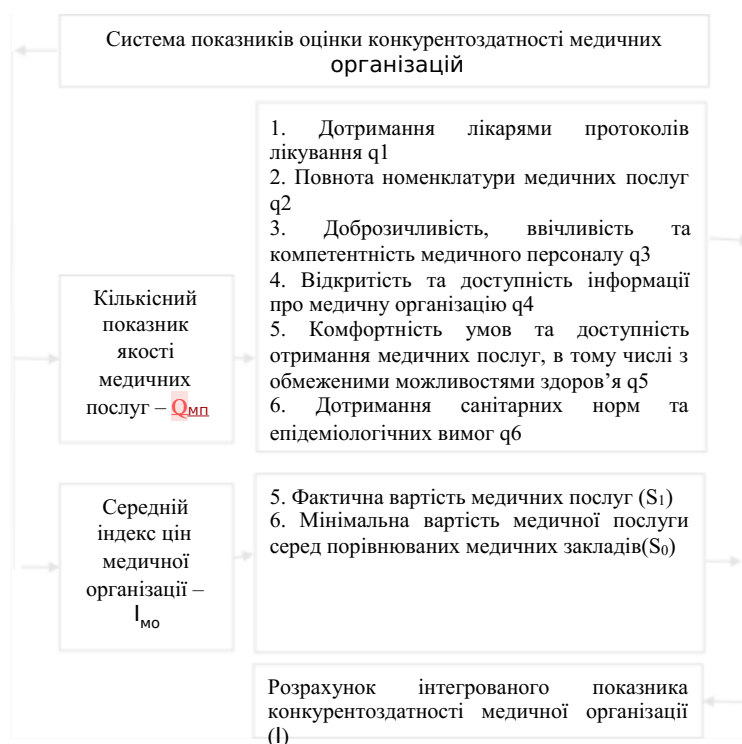 Система показників оцінки конкурентоздатності медичних
організацій
1. Дотримання лікарями протоколів
лікування q1
2. Повнота номенклатури медичних послуг
q2
3. Доброзичливість, ввічливість та
компетентність медичного персоналу q3
4. Відкритість та доступність інформації
про медичну організацію q4
5. Комфортність умов та доступність
отримання медичних послуг, в тому числі з
обмеженими можливостями здоров’я q5
6. Дотримання санітарних норм та
епідеміологічних вимог q6
Кількісний
показник
якості
медичних
послуг – Qмп
Середній
індекс цін
медичної
організації –
Iмо
5. Фактична вартість медичних послуг (S₁)
6. Мінімальна вартість медичної послуги
серед порівнюваних медичних закладів(S₀)
Розрахунок інтегрованого показника
конкурентоздатності медичної організації
(I)